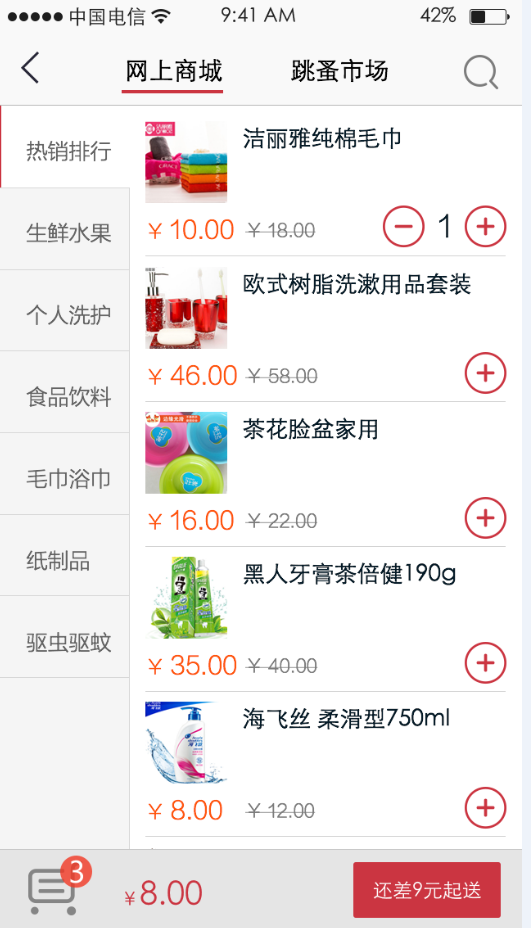 中国电信 9:41 AM 42%
网上商城 跳蚤市场
热销排行
生鲜水果
个人洗护
食品饮料
毛巾浴巾
纸制品
驱虫驱蚊
洁丽雅纯棉毛巾
￥10.00 ￥18.00
1
欧式树脂洗漱用品套装
￥46.00 ￥58.00
茶花脸盆家用
￥16.00 ￥22.00
黑人牙膏茶倍健190g
￥35.00 ￥40.00
海飞丝 柔滑型750ml
￥8.00 ￥12.00
3
￥8.00
还差9元起送